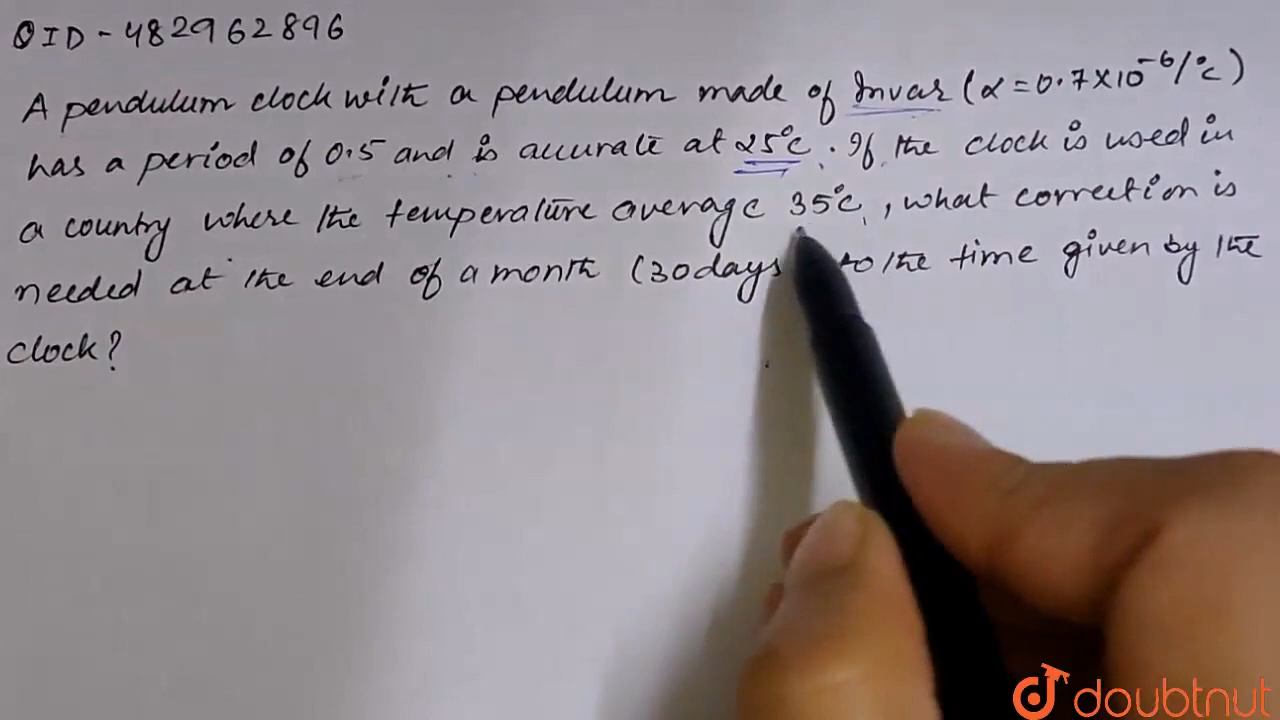 QID - 482962896
A pendulum clock with a pendulum made of Invar (α = 0.7×10⁻⁶/°c)
has a period of 0.5 and is accurate at 25°c. If the clock is used in
a country where the temperature average 35°c, what correction is
needed at the end of a month (30days to the time given by the
clock?
doubtnut